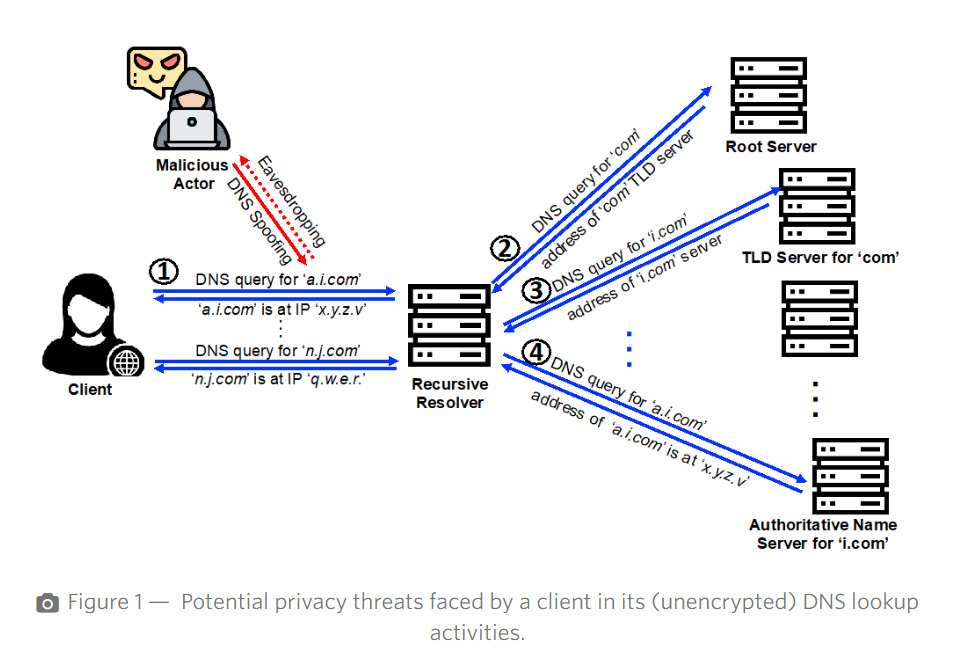 Malicious
Actor
Eavesdropping
DNS Spoofing
Root Server
DNS query for ‘com’
address of ‘com’ TLD server
2
TLD Server for ‘com’
DNS query for ‘i.com’
address of ‘i.com’ server
3
1
DNS query for ‘a.i.com’
‘a.i.com’ is at IP ‘x.y.z.v’
DNS query for ‘n.j.com’
‘n.j.com’ is at IP ‘q.w.e.r.’
Client
Recursive
Resolver
4
DNS query for ‘a.i.com’
address of ‘a.i.com’ is at ‘x.y.z.v’
Authoritative Name
Server for ‘i.com’
Figure 1 — Potential privacy threats faced by a client in its (unencrypted) DNS lookup
activities.